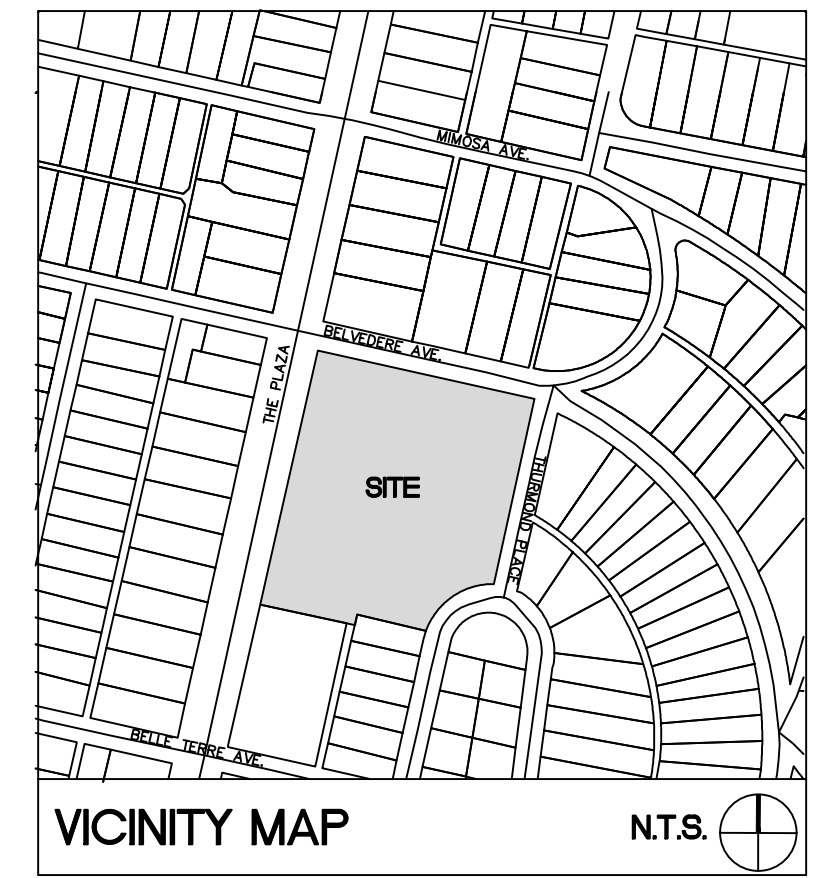 MIMOSA AVE.
BELVEDERE AVE.
THE PLAZA
THURMOND PLACE
SITE
BELLE TERRE AVE.
VICINITY MAP
N.T.S.